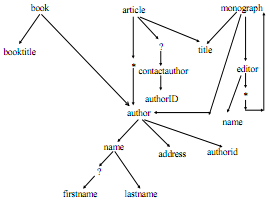 book article monograph
booktitle ? title
* contactauthor editor
authorID *
author name
name address authorid
?
firstname lastname